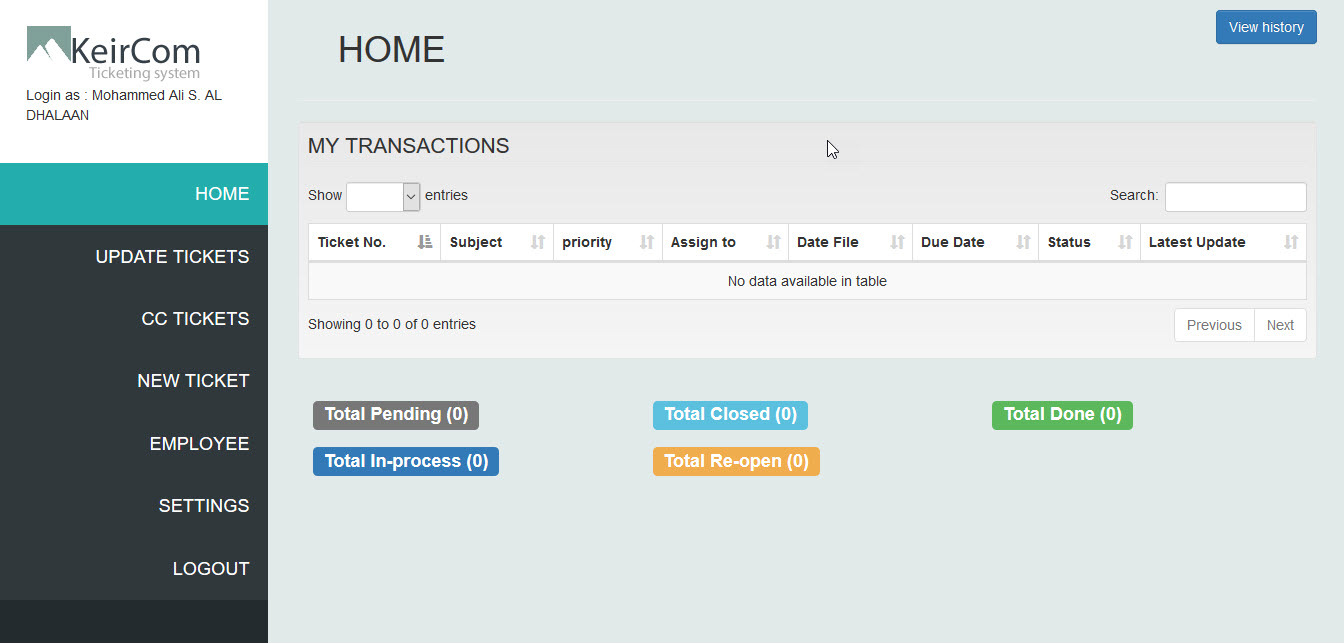 KeirCom
Ticketing system
Login as : Mohammed Ali S. AL
DHALAAN
HOME
UPDATE TICKETS
CC TICKETS
NEW TICKET
EMPLOYEE
SETTINGS
LOGOUT
HOME
View history
MY TRANSACTIONS
Show entries
Search:
Ticket No. Subject priority Assign to Date File Due Date Status Latest Update
No data available in table
Showing 0 to 0 of 0 entries
Previous Next
Total Pending (0) Total Closed (0) Total Done (0)
Total In-process (0) Total Re-open (0)